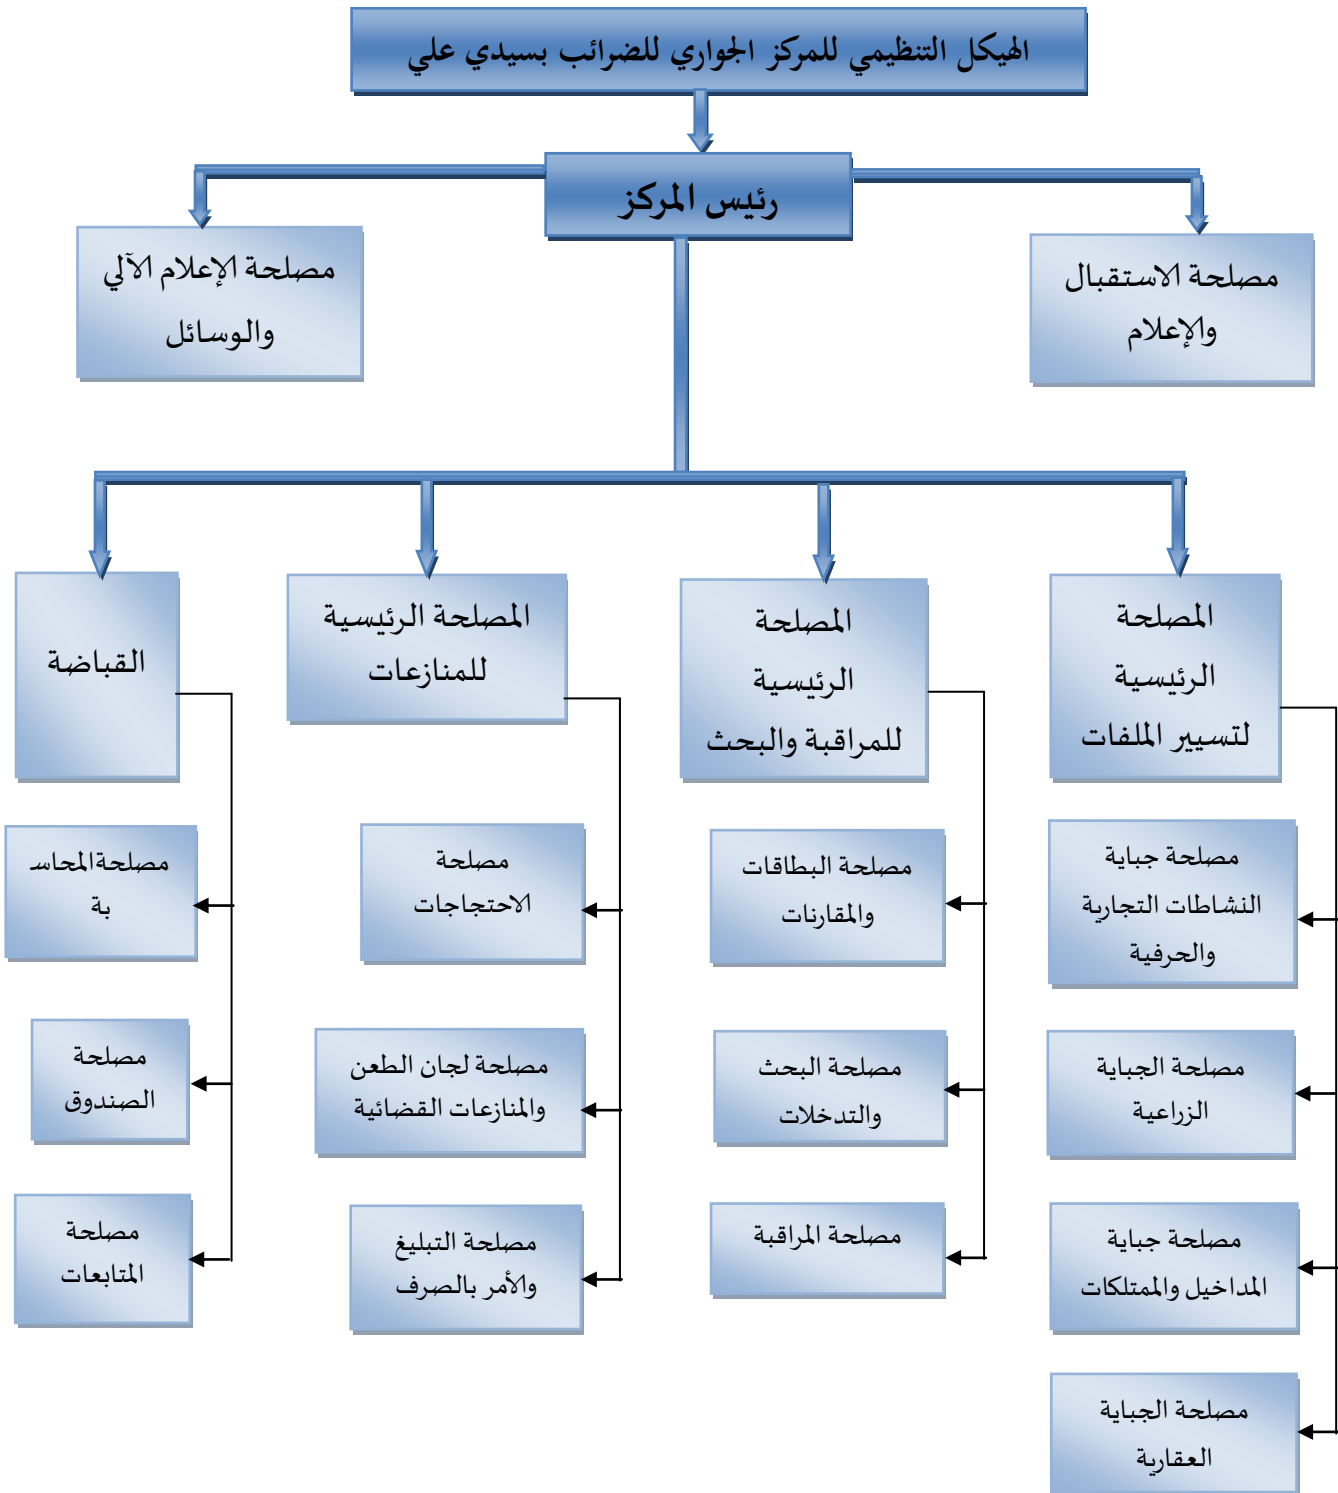 الهيكل التنظيمي للمركز الجواري للضرائب بسيدي علي
رئيس المركز
مصلحة الاستقبال
والإعلام
مصلحة الإعلام الآلي
والوسائل
المصلحة
الرئيسية
لتسيير الملفات
المصلحة
الرئيسية
للمراقبة والبحث
المصلحة الرئيسية
للمنازعات
القباضة
مصلحة جباية
النشاطات التجارية
والحرفية
مصلحة الجباية
الزراعية
مصلحة جباية
المداخيل والممتلكات
مصلحة الجباية
العقارية
مصلحة البطاقات
والمقارنات
مصلحة البحث
والتدخلات
مصلحة المراقبة
مصلحة
الاحتجاجات
مصلحة لجان الطعن
والمنازعات القضائية
مصلحة التبليغ
والأمر بالصرف
مصلحة المحاسـ
بة
مصلحة
الصندوق
مصلحة
المتابعات